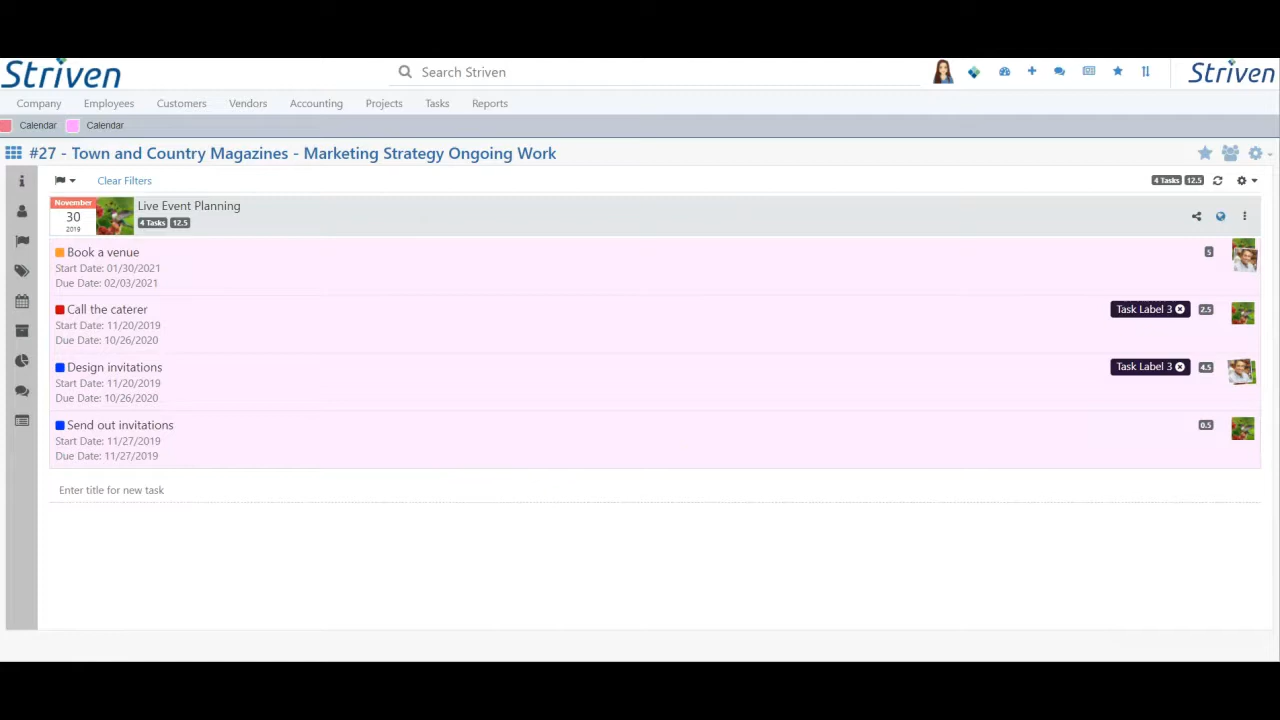 Striven
Search Striven
Striven
Company Employees Customers Vendors Accounting Projects Tasks Reports
Calendar Calendar
#27 - Town and Country Magazines - Marketing Strategy Ongoing Work
Clear Filters
4 Tasks 12.5
November
30
2019
Live Event Planning
4 Tasks 12.5
Book a venue
5
Start Date: 01/30/2021
Due Date: 02/03/2021
Call the caterer
Task Label 3
2.5
Start Date: 11/20/2019
Due Date: 10/26/2020
Design invitations
Task Label 3
4.5
Start Date: 11/20/2019
Due Date: 10/26/2020
Send out invitations
0.5
Start Date: 11/27/2019
Due Date: 11/27/2019
Enter title for new task